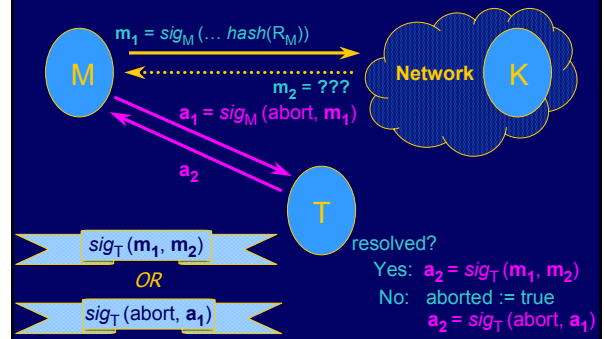 m₁ = sigM (… hash(RM))
M
Network
K
m₂ = ???
a₁ = sigM (abort, m₁)
a₂
T
sigT (m₁, m₂)
OR
sigT (abort, a₁)
resolved?
Yes: a₂ = sigT (m₁, m₂)
No: aborted := true
a₂ = sigT (abort, a₁)